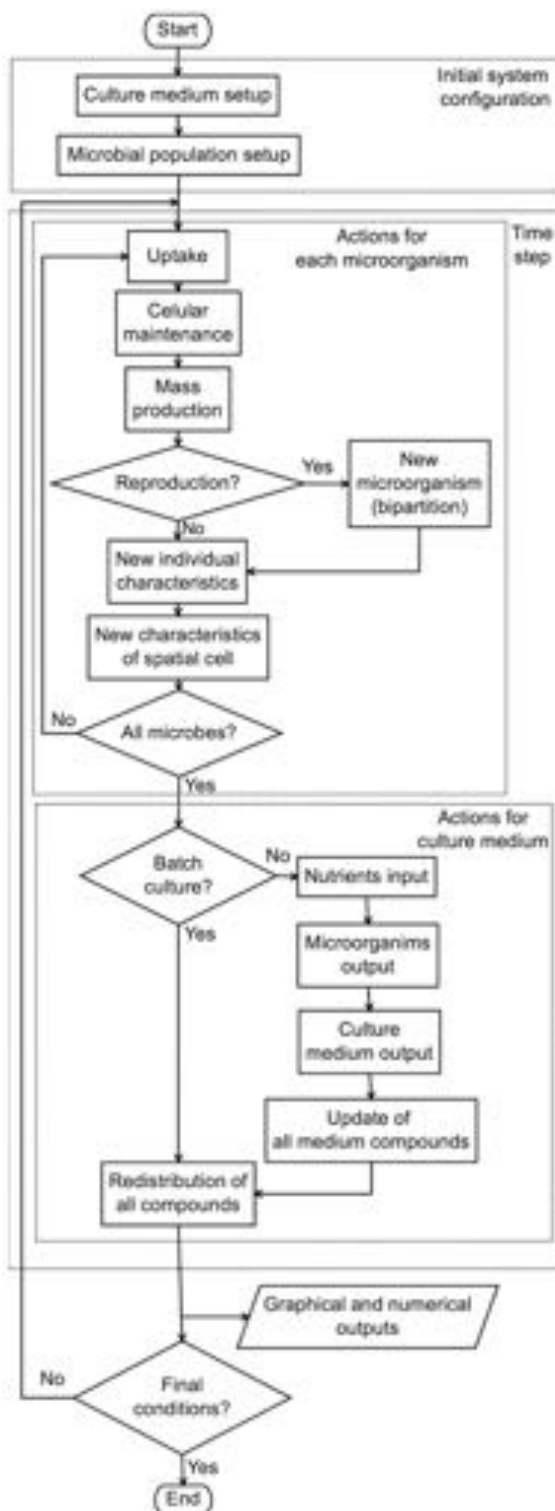 Start
Initial system
configuration
Culture medium setup
Microbial population setup
Actions for
each microorganism
Time
step
Uptake
Celular
maintenance
Mass
production
Reproduction?
Yes
New
microorganism
(bipartition)
No
New individual
characteristics
New characteristics
of spatial cell
No
All microbes?
Yes
Actions for
culture medium
Batch
culture?
No
Nutrients input
Yes
Microorganims
output
Culture
medium output
Update of
all medium compounds
Redistribution of
all compounds
Graphical and numerical
outputs
No
Final
conditions?
Yes
End